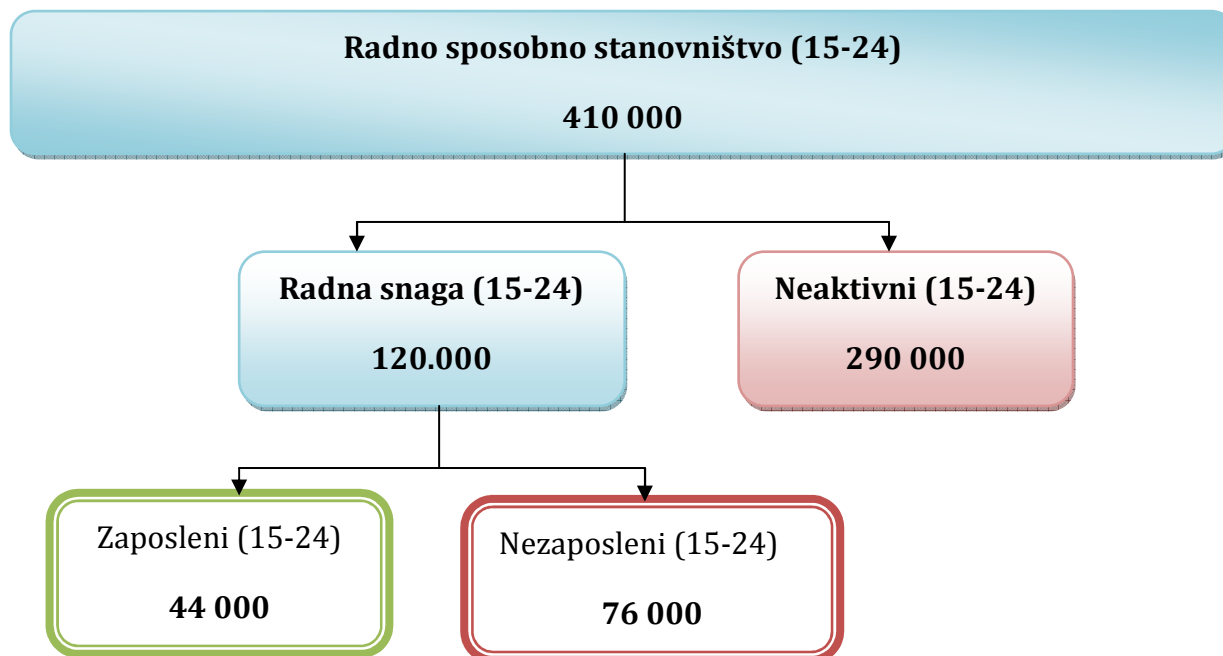 Radno sposobno stanovništvo (15-24)
410 000
Radna snaga (15-24)
120.000
Neaktivni (15-24)
290 000
Zaposleni (15-24)
44 000
Nezaposleni (15-24)
76 000